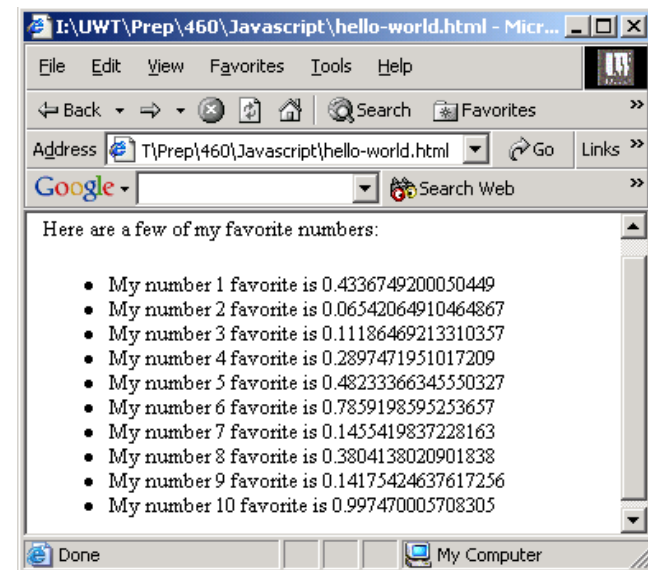 I:\UWT\Prep\460\Javascript\hello-world.html - Micr...
File Edit View Favorites Tools Help
Back Search Favorites »
Address T\Prep\460\Javascript\hello-world.html Go Links »
Google Search Web »
Here are a few of my favorite numbers:
• My number 1 favorite is 0.4336749200050449
• My number 2 favorite is 0.06542064910464867
• My number 3 favorite is 0.11186469213310357
• My number 4 favorite is 0.2897471951017209
• My number 5 favorite is 0.48233366345550327
• My number 6 favorite is 0.7859198595253657
• My number 7 favorite is 0.1455419837228163
• My number 8 favorite is 0.3804138020901838
• My number 9 favorite is 0.14175424637617256
• My number 10 favorite is 0.997470005708305
Done My Computer